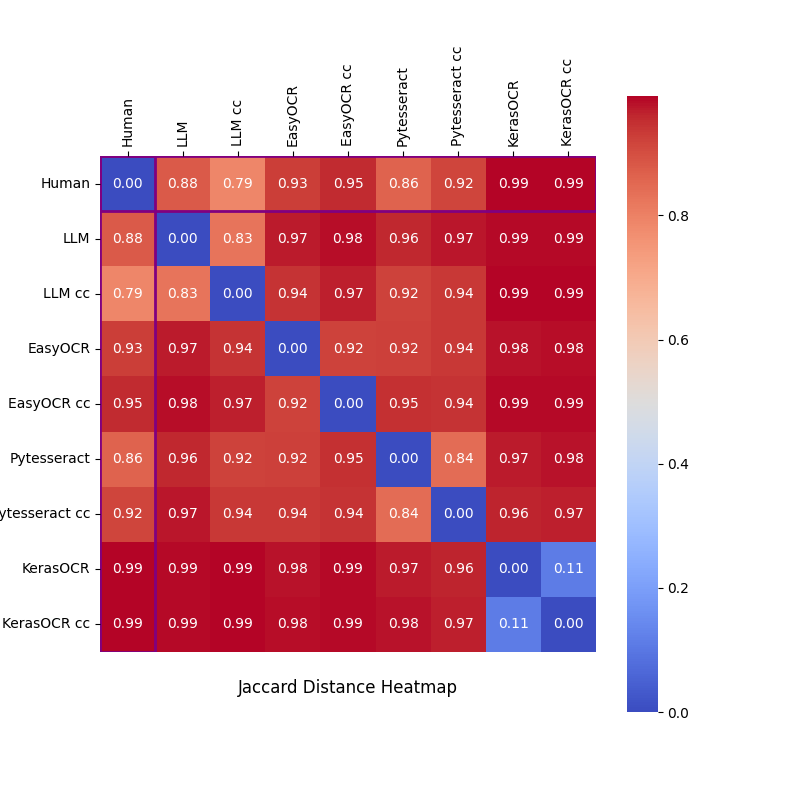 Human LLM LLM cc EasyOCR EasyOCR cc Pytesseract Pytesseract cc KerasOCR KerasOCR cc
Human 0.00 0.88 0.79 0.93 0.95 0.86 0.92 0.99 0.99
LLM 0.88 0.00 0.83 0.97 0.98 0.96 0.97 0.99 0.99
LLM cc 0.79 0.83 0.00 0.94 0.97 0.92 0.94 0.99 0.99
EasyOCR 0.93 0.97 0.94 0.00 0.92 0.92 0.94 0.98 0.98
EasyOCR cc 0.95 0.98 0.97 0.92 0.00 0.95 0.94 0.99 0.99
Pytesseract 0.86 0.96 0.92 0.92 0.95 0.00 0.84 0.97 0.98
ytesseract cc 0.92 0.97 0.94 0.94 0.94 0.84 0.00 0.96 0.97
KerasOCR 0.99 0.99 0.99 0.98 0.99 0.97 0.96 0.00 0.11
KerasOCR cc 0.99 0.99 0.99 0.98 0.99 0.98 0.97 0.11 0.00
Jaccard Distance Heatmap
0.8
0.6
0.4
0.2
0.0